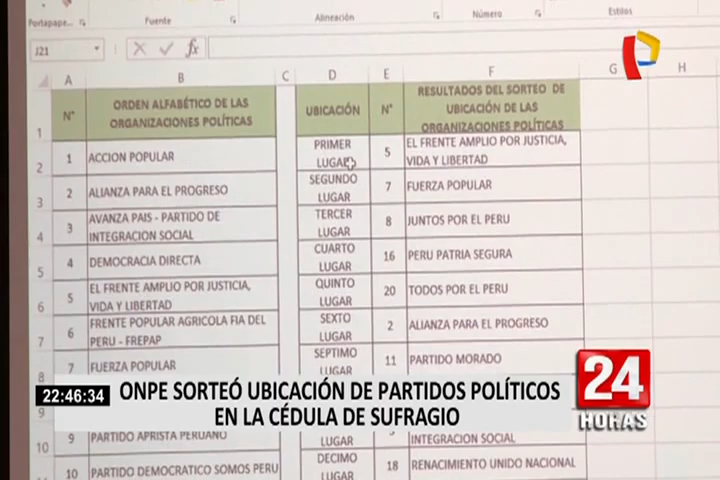 Portapape...
Fuente
Alineación
Número
Estilos
J21
fx
A B C D E F G H
1
N°
ORDEN ALFABÉTICO DE LAS
ORGANIZACIONES POLÍTICAS
UBICACIÓN
N°
RESULTADOS DEL SORTEO DE
UBICACIÓN DE LAS
ORGANIZACIONES POLÍTICAS
2
1
ACCION POPULAR
PRIMER
LUGAR
5
EL FRENTE AMPLIO POR JUSTICIA,
VIDA Y LIBERTAD
3
2
ALIANZA PARA EL PROGRESO
SEGUNDO
LUGAR
7
FUERZA POPULAR
4
3
AVANZA PAIS - PARTIDO DE
INTEGRACION SOCIAL
TERCER
LUGAR
8
JUNTOS POR EL PERU
5
4
DEMOCRACIA DIRECTA
CUARTO
LUGAR
16
PERU PATRIA SEGURA
6
5
EL FRENTE AMPLIO POR JUSTICIA,
VIDA Y LIBERTAD
QUINTO
LUGAR
20
TODOS POR EL PERU
7
6
FRENTE POPULAR AGRICOLA FIA DEL
PERU - FREPAP
SEXTO
LUGAR
2
ALIANZA PARA EL PROGRESO
8
7
FUERZA POPULAR
SEPTIMO
LUGAR
11
PARTIDO MORADO
22:46:34
ONPE SORTEÓ UBICACIÓN DE PARTIDOS POLÍTICOS
EN LA CÉDULA DE SUFRAGIO
24
HORAS
9
10
9
PARTIDO APRISTA PERUANO
LUGAR
INTEGRACION SOCIAL
10
PARTIDO DEMOCRATICO SOMOS PERU
DECIMO
LUGAR
18
RENACIMIENTO UNIDO NACIONAL